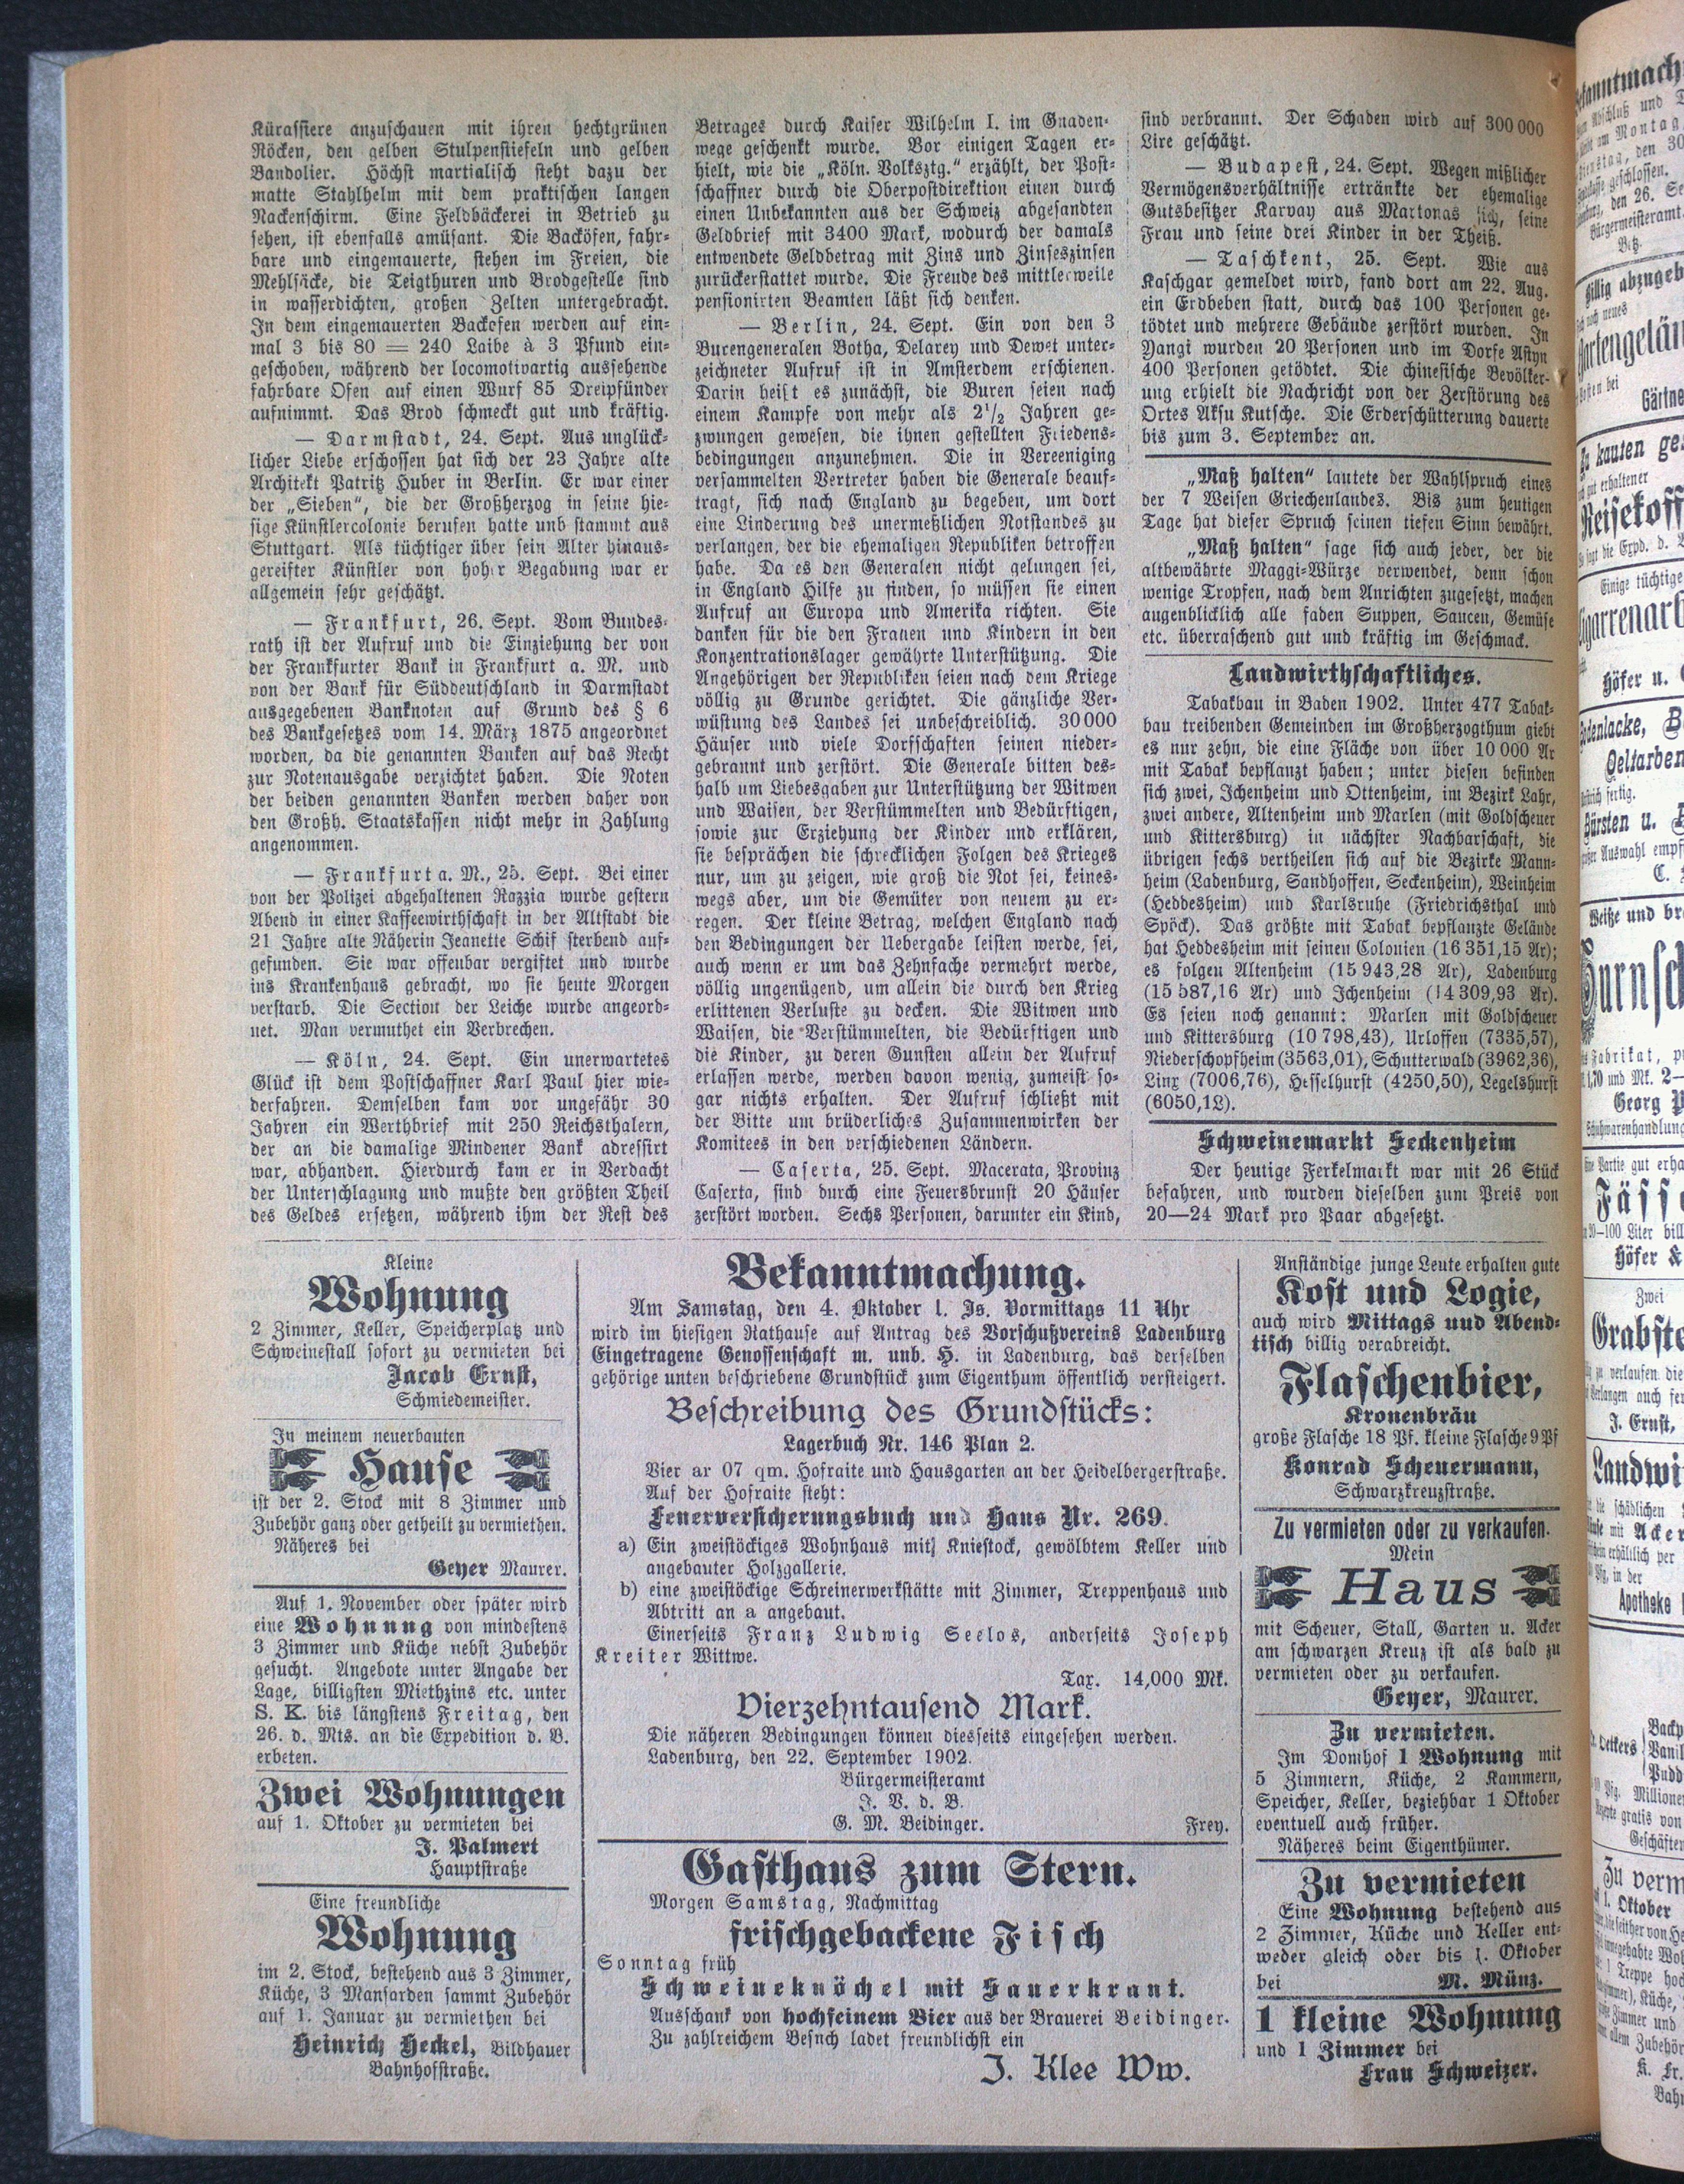 Kürassiere anzuschauen mit ihren hechtgrünen
Röcken, den gelben Stulpenstiefeln und gelben
Bandolier. Höchst martialisch steht dazu der
matte Stahlhelm mit dem praktischen langen
Nackenschirm. Eine Feldbäckerei in Betrieb zu
sehen, ist ebenfalls amüsant. Die Backöfen, fahr-
bare und eingemauerte, stehen im Freien, die
Mehlsäcke, die Teigthuren und Brodgestelle sind
in wasserdichten, großen Zelten untergebracht.
In dem eingemauerten Backofen werden auf ein-
mal 3 bis 80 = 240 Laibe à 3 Pfund ein-
geschoben, während der locomotivartig aussehende
fahrbare Ofen auf einen Wurf 85 Dreipfünder
aufnimmt. Das Brod schmeckt gut und kräftig.
— Darmstadt, 24. Sept. Aus unglück-
licher Liebe erschossen hat sich der 23 Jahre alte
Architekt Patritz Huber in Berlin. Er war einer
der „Sieben“, die der Großherzog in seine hie-
sige Künstlercolonie berufen hatte unb stammt aus
Stuttgart. Als tüchtiger über sein Alter hinaus-
gereifter Künstler von hoher Begabung war er
allgemein sehr geschätzt.
— Frankfurt, 26. Sept. Vom Bundes-
rath ist der Aufruf und die Einziehung der von
der Frankfurter Bank in Frankfurt a. M. und
von der Bank für Süddeutschland in Darmstadt
ausgegebenen Banknoten auf Grund des § 6
des Bankgesetzes vom 14. März 1875 angeordnet
worden, da die genannten Banken auf das Recht
zur Notenausgabe verzichtet haben. Die Noten
der beiden genannten Banken werden daher von
den Großh. Staatskassen nicht mehr in Zahlung
angenommen.
— Frankfurt a. M., 25. Sept. Bei einer
von der Polizei abgehaltenen Razzia wurde gestern
Abend in einer Kaffeewirthschaft in der Altstadt die
21 Jahre alte Näherin Jeanette Schif sterbend auf-
gefunden. Sie war offenbar vergiftet und wurde
ins Krankenhaus gebracht, wo sie heute Morgen
verstarb. Die Section der Leiche wurde angeord-
net. Man vermuthet ein Verbrechen.
— Köln, 24. Sept. Ein unerwartetes
Glück ist dem Postschaffner Karl Paul hier wie-
derfahren. Demselben kam vor ungefähr 30
Jahren ein Werthbrief mit 250 Reichsthalern,
der an die damalige Mindener Bank adressirt
war, abhanden. Hierdurch kam er in Verdacht
der Unterschlagung und mußte den größten Theil
des Geldes ersetzen, während ihm der Rest des
Betrages durch Kaiser Wilhelm I. im Gnaden-
wege geschenkt wurde. Vor einigen Tagen er-
hielt, wie die „Köln. Volksztg.“ erzählt, der Post-
schaffner durch die Oberpostdirektion einen durch
einen Unbekannten aus der Schweiz abgesandten
Geldbrief mit 3400 Mark, wodurch der damals
entwendete Geldbetrag mit Zins und Zinseszinsen
zurückerstattet wurde. Die Freude des mittlerweile
pensionirten Beamten läßt sich denken.
— Berlin, 24. Sept. Ein von den 3
Burengeneralen Botha, Delarey und Dewet unter-
zeichneter Aufruf ist in Amsterdam erschienen.
Darin heißt es zunächst, die Buren seien nach
einem Kampfe von mehr als 2½ Jahren ge-
zwungen gewesen, die ihnen gestellten Friedens-
bedingungen anzunehmen. Die in Vereeniging
versammelten Vertreter haben die Generale beauf-
tragt, sich nach England zu begeben, um dort
eine Linderung des unermeßlichen Notstandes zu
verlangen, der die ehemaligen Republiken betroffen
habe. Da es den Generalen nicht gelungen sei,
in England Hilfe zu finden, so müssen sie einen
Aufruf an Europa und Amerika richten. Sie
danken für die den Frauen und Kindern in den
Konzentrationslager gewährte Unterstützung. Die
Angehörigen der Republiken seien nach dem Kriege
völlig zu Grunde gerichtet. Die gänzliche Ver-
wüstung des Landes sei unbeschreiblich. 30 000
Häuser und viele Dorfschaften seinen nieder-
gebrannt und zerstört. Die Generale bitten des-
halb um Liebesgaben zur Unterstützung der Witwen
und Waisen, der Verstümmelten und Bedürftigen,
sowie zur Erziehung der Kinder und erklären,
sie besprächen die schrecklichen Folgen des Krieges
nur, um zu zeigen, wie groß die Not sei, keines-
wegs aber, um die Gemüter von neuem zu er-
regen. Der kleine Betrag, welchen England nach
den Bedingungen der Uebergabe leisten werde, sei,
auch wenn er um das Zehnfache vermehrt werde,
völlig ungenügend, um allein die durch den Krieg
erlittenen Verluste zu decken. Die Witwen und
Waisen, die Verstümmelten, die Bedürftigen und
die Kinder, zu deren Gunsten allein der Aufruf
erlassen werde, werden davon wenig, zumeist so-
gar nichts erhalten. Der Aufruf schließt mit
der Bitte um brüderliches Zusammenwirken der
Komitees in den verschiedenen Ländern.
— Caserta, 25. Sept. Macerata, Provinz
Caserta, sind durch eine Feuersbrunst 20 Häuser
zerstört worden. Sechs Personen, darunter ein Kind,
sind verbrannt. Der Schaden wird auf 300 000
Lire geschätzt.
— Budapest, 24. Sept. Wegen mißlicher
Vermögensverhältnisse ertränkte der ehemalige
Gutsbesitzer Karvay aus Martonas sich, seine
Frau und seine drei Kinder in der Theiß.
— Taschkent, 25. Sept. Wie aus
Kaschgar gemeldet wird, fand dort am 22. Aug.
ein Erdbeben statt, durch das 100 Personen ge-
tödtet und mehrere Gebäude zerstört wurden. In
Yangi wurden 20 Personen und im Dorfe Astyn
400 Personen getödtet. Die chinesische Bevölker-
ung erhielt die Nachricht von der Zerstörung des
Ortes Aksu Kutsche. Die Erderschütterung dauerte
bis zum 3. September an.
„Maß halten“ lautete der Wahlspruch eines
der 7 Weisen Griechenlandes. Bis zum heutigen
Tage hat dieser Spruch seinen tiefen Sinn bewährt.
„Maß halten“ sage sich auch jeder, der die
altbewährte Maggi-Würze verwendet, denn schon
wenige Tropfen, nach dem Anrichten zugesetzt, machen
augenblicklich alle faden Suppen, Saucen, Gemüse
etc. überraschend gut und kräftig im Geschmack.
Landwirthschaftliches.
Tabakbau in Baden 1902. Unter 477 Tabak-
bau treibenden Gemeinden im Großherzogthum giebt
es nur zehn, die eine Fläche von über 10 000 Ar
mit Tabak bepflanzt haben; unter diesen befinden
sich zwei, Ichenheim und Ottenheim, im Bezirk Lahr,
zwei andere, Altenheim und Marlen (mit Goldscheuer
und Kittersburg) in nächster Nachbarschaft, die
übrigen sechs vertheilen sich auf die Bezirke Mann-
heim (Ladenburg, Sandhoffen, Seckenheim), Weinheim
(Heddesheim) und Karlsruhe (Friedrichsthal und
Spöck). Das größte mit Tabak bepflanzte Gelände
hat Heddesheim mit seinen Colonien (16 351,15 Ar);
es folgen Altenheim (15 943,28 Ar), Ladenburg
(15 587,16 Ar) und Ichenheim (14 309,93 Ar).
Es seien noch genannt: Marlen mit Goldscheuer
und Kittersburg (10 798,43), Urloffen (7335,57),
Niederschopfheim (3563,01), Schutterwald (3962,36),
Linx (7006,76), Hesselhurst (4250,50), Legelshurst
(6050,12).
Schweinemarkt Seckenheim
Der heutige Ferkelmarkt war mit 26 Stück
befahren, und wurden dieselben zum Preis von
20—24 Mark pro Paar abgesetzt.
Kleine
Wohnung
2 Zimmer, Keller, Speicherplatz und
Schweinestall sofort zu vermieten bei
Jacob Ernst,
Schmiedemeister.
In meinem neuerbauten
Hause
ist der 2. Stock mit 8 Zimmer und
Zubehör ganz oder getheilt zu vermiethen.
Näheres bei
Geyer Maurer.
Auf 1. November oder später wird
eine Wohnung von mindestens
3 Zimmer und Küche nebst Zubehör
gesucht. Angebote unter Angabe der
Lage, billigsten Miethzins etc. unter
S. K. bis längstens Freitag, den
26. d. Mts. an die Expedition d. B.
erbeten.
Zwei Wohnungen
auf 1. Oktober zu vermieten bei
J. Palmert
Hauptstraße
Eine freundliche
Wohnung
im 2. Stock, bestehend aus 3 Zimmer,
Küche, 3 Mansarden sammt Zubehör
auf 1. Januar zu vermiethen bei
Heinrich Heckel, Bildhauer
Bahnhofstraße.
Bekanntmachung.
Am Samstag, den 4. Oktober l. Js. Vormittags 11 Uhr
wird im hiesigen Rathause auf Antrag des Vorschußvereins Ladenburg
Eingetragene Genossenschaft m. unb. H. in Ladenburg, das derselben
gehörige unten beschriebene Grundstück zum Eigenthum öffentlich versteigert.
Beschreibung des Grundstücks:
Lagerbuch Nr. 146 Plan 2.
Vier ar 07 qm. Hofraite und Hausgarten an der Heidelbergerstraße.
Auf der Hofraite steht:
Feuerversicherungsbuch und Haus Nr. 269.
a) Ein zweistöckiges Wohnhaus mit Kniestock, gewölbtem Keller und
angebauter Holzgallerie.
b) eine zweistöckige Schreinerwerkstätte mit Zimmer, Treppenhaus und
Abtritt an a angebaut.
Einerseits Franz Ludwig Seelos, anderseits Joseph
Kreiter Wittwe.
Tax. 14,000 Mk.
Vierzehntausend Mark.
Die näheren Bedingungen können diesseits eingesehen werden.
Ladenburg, den 22. September 1902.
Bürgermeisteramt
J. V. d. B.
G. M. Beidinger. Frey.
Gasthaus zum Stern.
Morgen Samstag, Nachmittag
frischgebackene Fisch
Sonntag früh
Schweineknöchel mit Sauerkraut.
Ausschank von hochfeinem Bier aus der Brauerei Beidinger.
Zu zahlreichem Besuch ladet freundlichst ein
J. Klee Ww.
Anständige junge Leute erhalten gute
Kost und Logie,
auch wird Mittags und Abend-
tisch billig verabreicht.
Flaschenbier,
Kronenbräu
große Flasche 18 Pf. kleine Flasche 9 Pf
Konrad Scheuermann,
Schwarzkreuzstraße.
Zu vermieten oder zu verkaufen.
Mein
Haus
mit Scheuer, Stall, Garten u. Acker
am schwarzen Kreuz ist als bald zu
vermieten oder zu verkaufen.
Geyer, Maurer.
Zu vermieten.
Im Domhof 1 Wohnung mit
5 Zimmern, Küche, 2 Kammern,
Speicher, Keller, beziehbar 1 Oktober
eventuell auch früher.
Näheres beim Eigenthümer.
Zu vermieten
Eine Wohnung bestehend aus
2 Zimmer, Küche und Keller ent-
weder gleich oder bis 1. Oktober
bei M. Münz.
1 kleine Wohnung
und 1 Zimmer bei
Frau Schweizer.